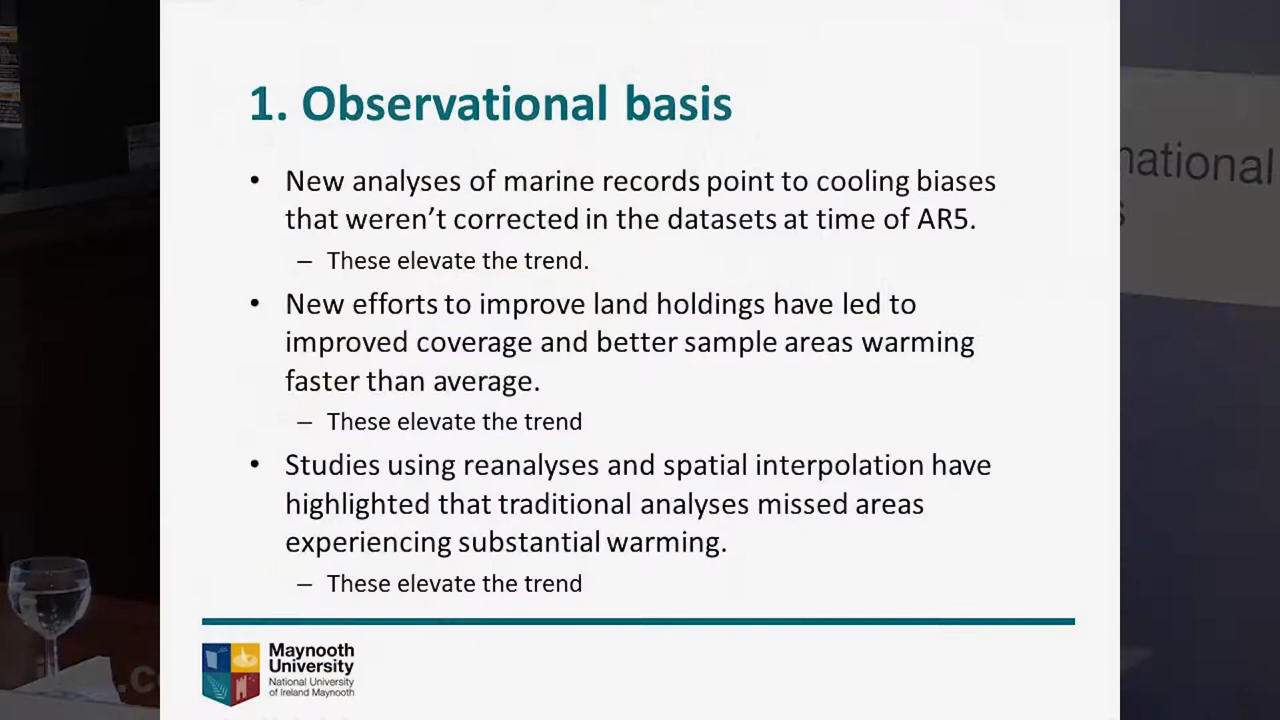 1. Observational basis
• New analyses of marine records point to cooling biases
that weren’t corrected in the datasets at time of AR5.
– These elevate the trend.
• New efforts to improve land holdings have led to
improved coverage and better sample areas warming
faster than average.
– These elevate the trend
• Studies using reanalyses and spatial interpolation have
highlighted that traditional analyses missed areas
experiencing substantial warming.
– These elevate the trend
Maynooth
University
National University
of Ireland Maynooth
national